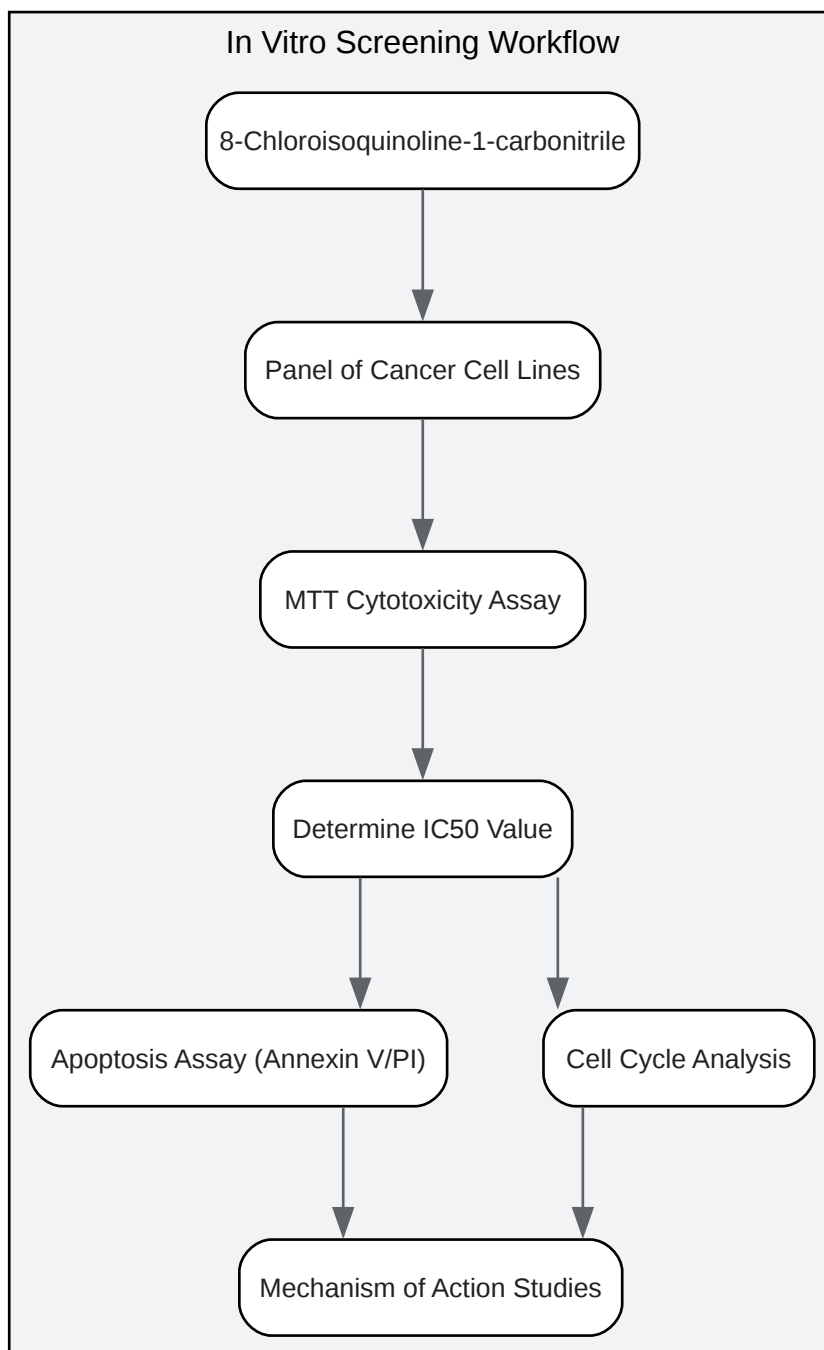 In Vitro Screening Workflow
8-Chloroisoquinoline-1-carbonitrile
Panel of Cancer Cell Lines
MTT Cytotoxicity Assay
Determine IC50 Value
Apoptosis Assay (Annexin V/PI)
Cell Cycle Analysis
Mechanism of Action Studies